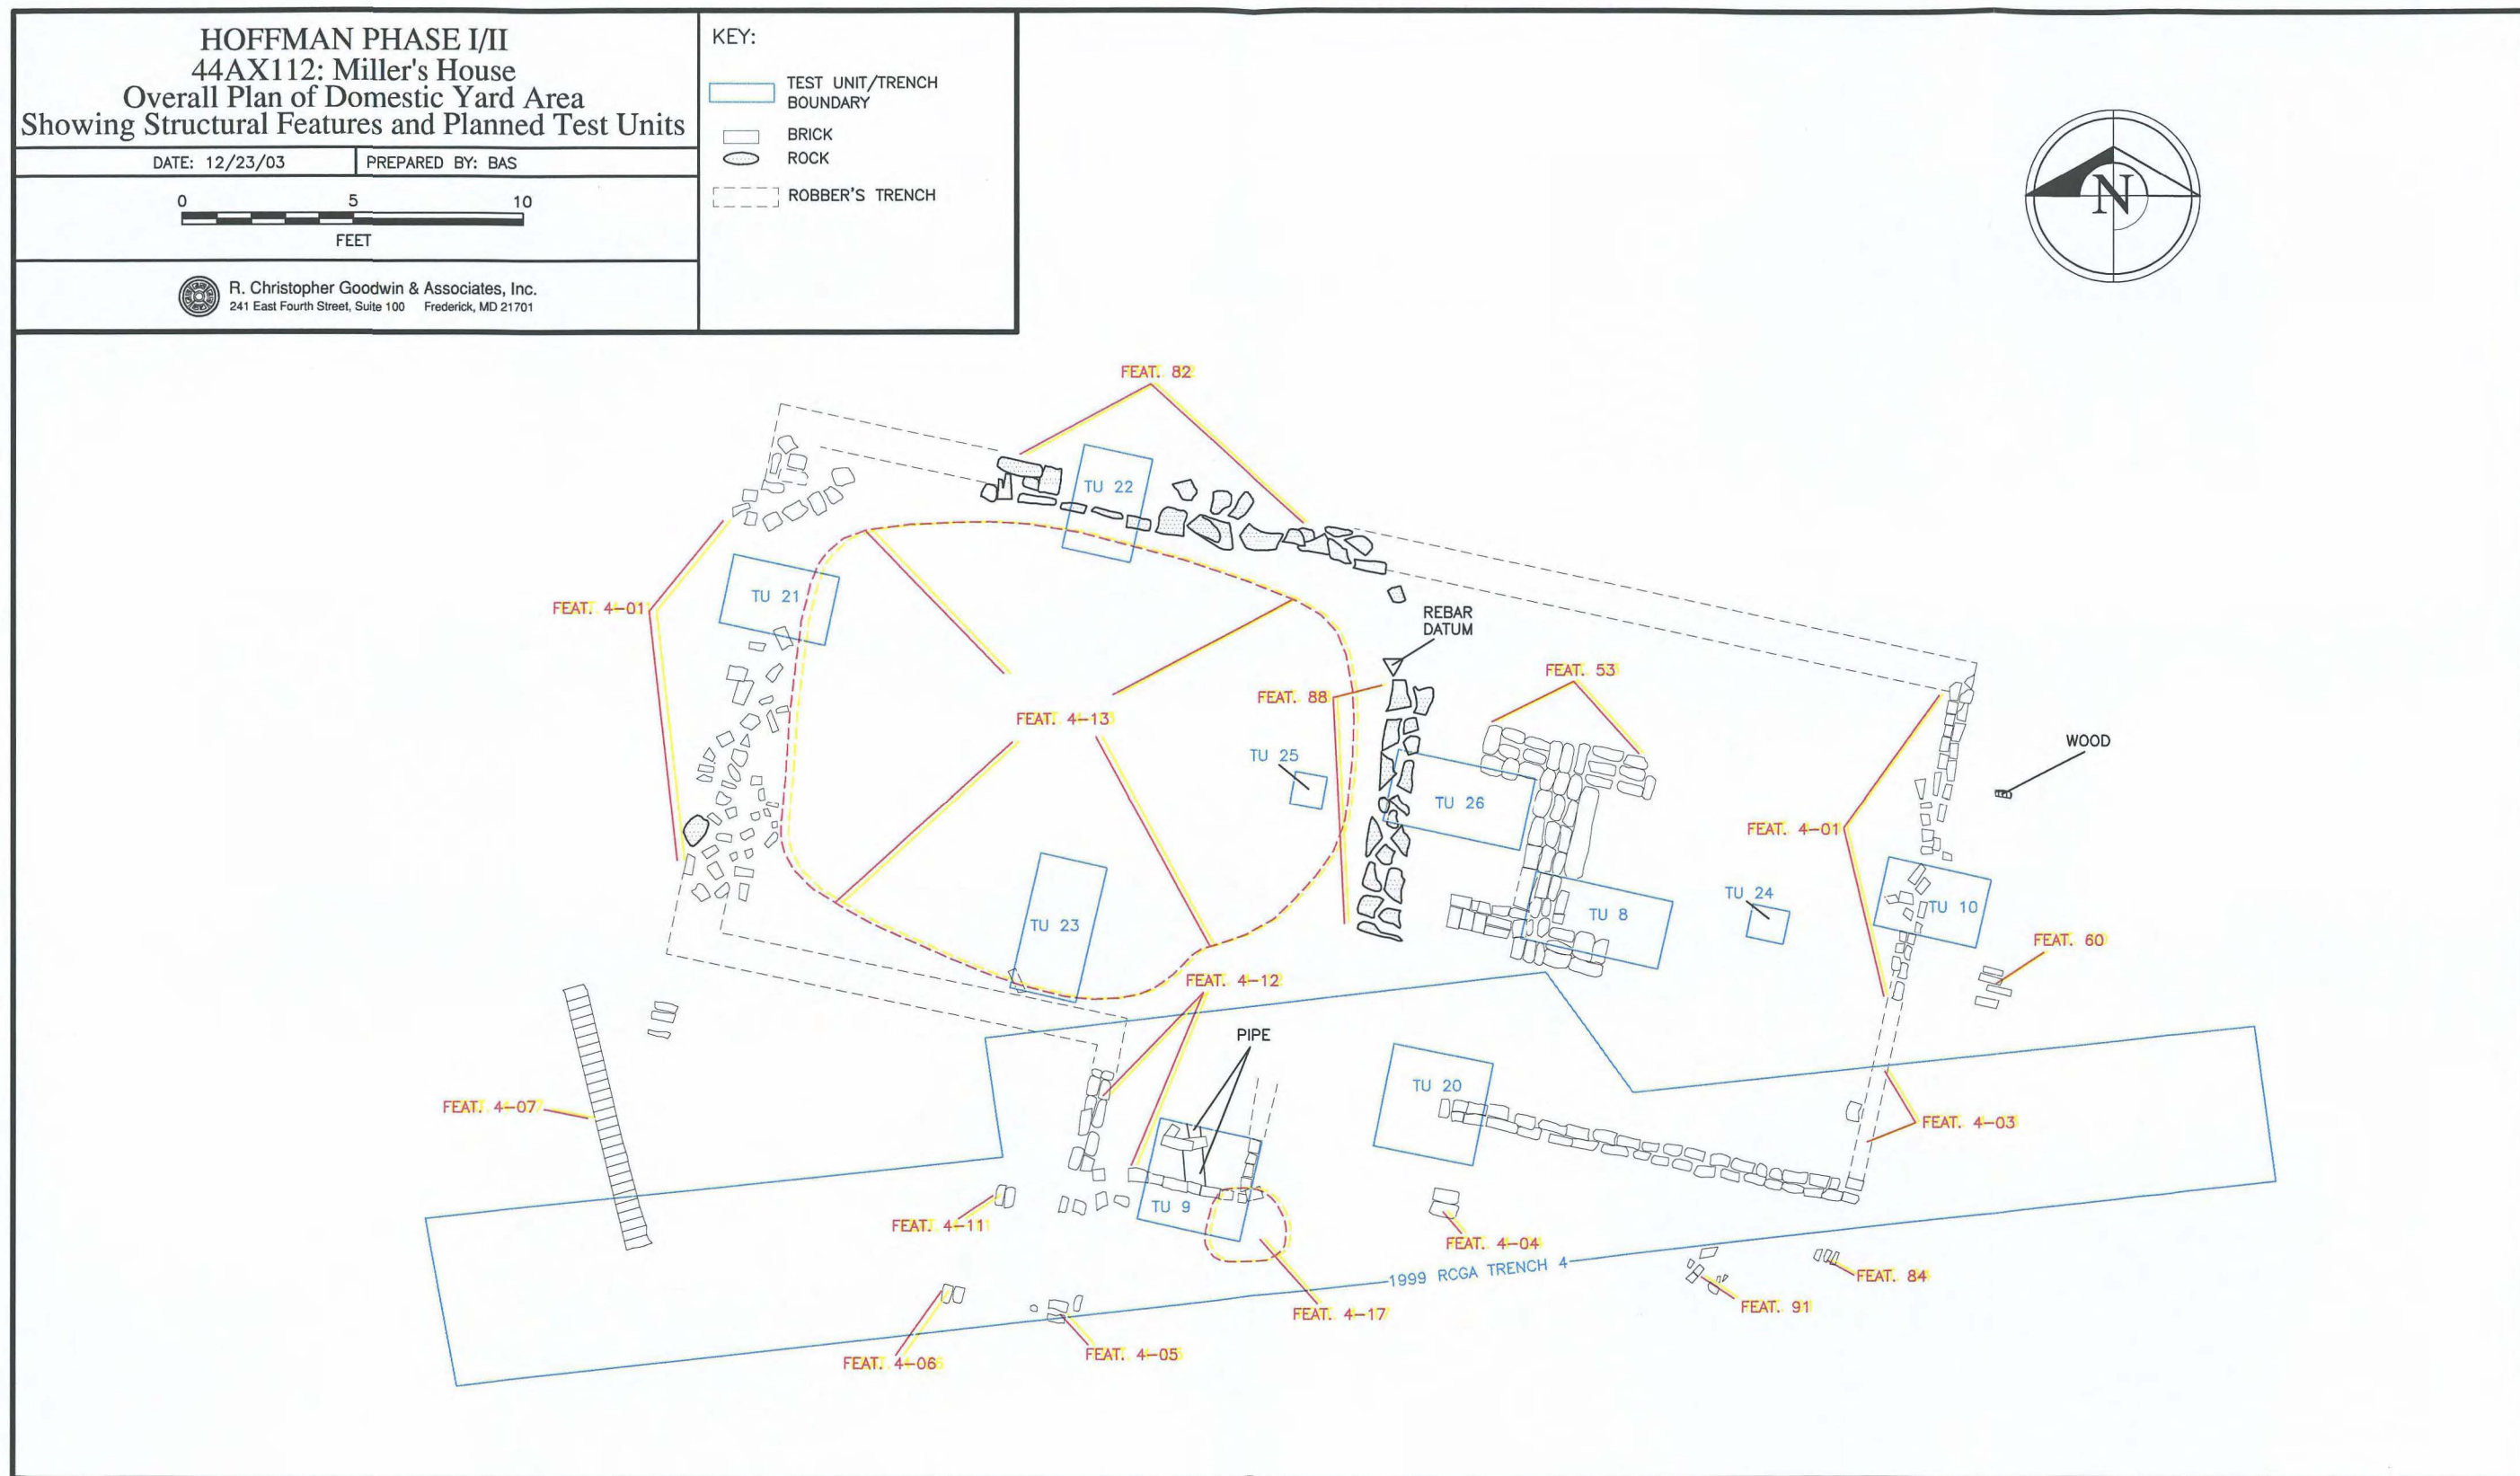 HOFFMAN PHASE I/II
44AX112: Miller's House
Overall Plan of Domestic Yard Area
Showing Structural Features and Planned Test Units
DATE: 12/23/03
PREPARED BY: BAS
0 5 10
FEET
R. Christopher Goodwin & Associates, Inc.
241 East Fourth Street, Suite 100 Frederick, MD 21701
KEY:
TEST UNIT/TRENCH
BOUNDARY
BRICK
ROCK
ROBBER'S TRENCH
N
FEAT. 82
TU 22
TU 21
FEAT. 4-01
REBAR
DATUM
FEAT. 53
FEAT. 88
FEAT. 4-13
WOOD
TU 25
TU 26
FEAT. 4-01
TU 24
TU 10
TU 8
TU 23
FEAT. 60
FEAT. 4-12
PIPE
TU 20
FEAT. 4-07
FEAT. 4-03
TU 9
FEAT. 4-11
FEAT. 4-04
1999 RCGA TRENCH 4
FEAT. 84
FEAT. 91
FEAT. 4-17
FEAT. 4-05
FEAT. 4-06